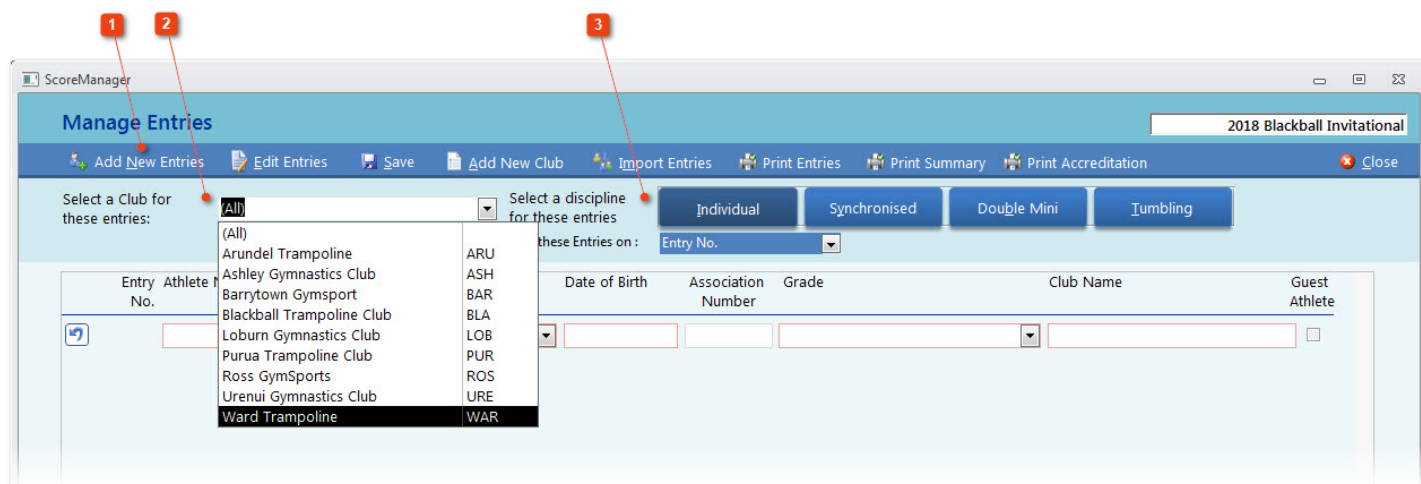 1 2 3
ScoreManager
Manage Entries
2018 Blackball Invitational
Add New Entries Edit Entries Save Add New Club Import Entries Print Entries Print Summary Print Accreditation Close
Select a Club for
these entries:
(All)
Select a discipline
for these entries
Individual Synchronised Double Mini Tumbling
these Entries on : Entry No.
(All)
Arundel Trampoline ARU
Ashley Gymnastics Club ASH
Barrytown Gymsport BAR
Blackball Trampoline Club BLA
Loburn Gymnastics Club LOB
Purua Trampoline Club PUR
Ross GymSports ROS
Urenui Gymnastics Club URE
Ward Trampoline WAR
Entry
No.
Athlete
Date of Birth
Association
Number
Grade
Club Name
Guest
Athlete